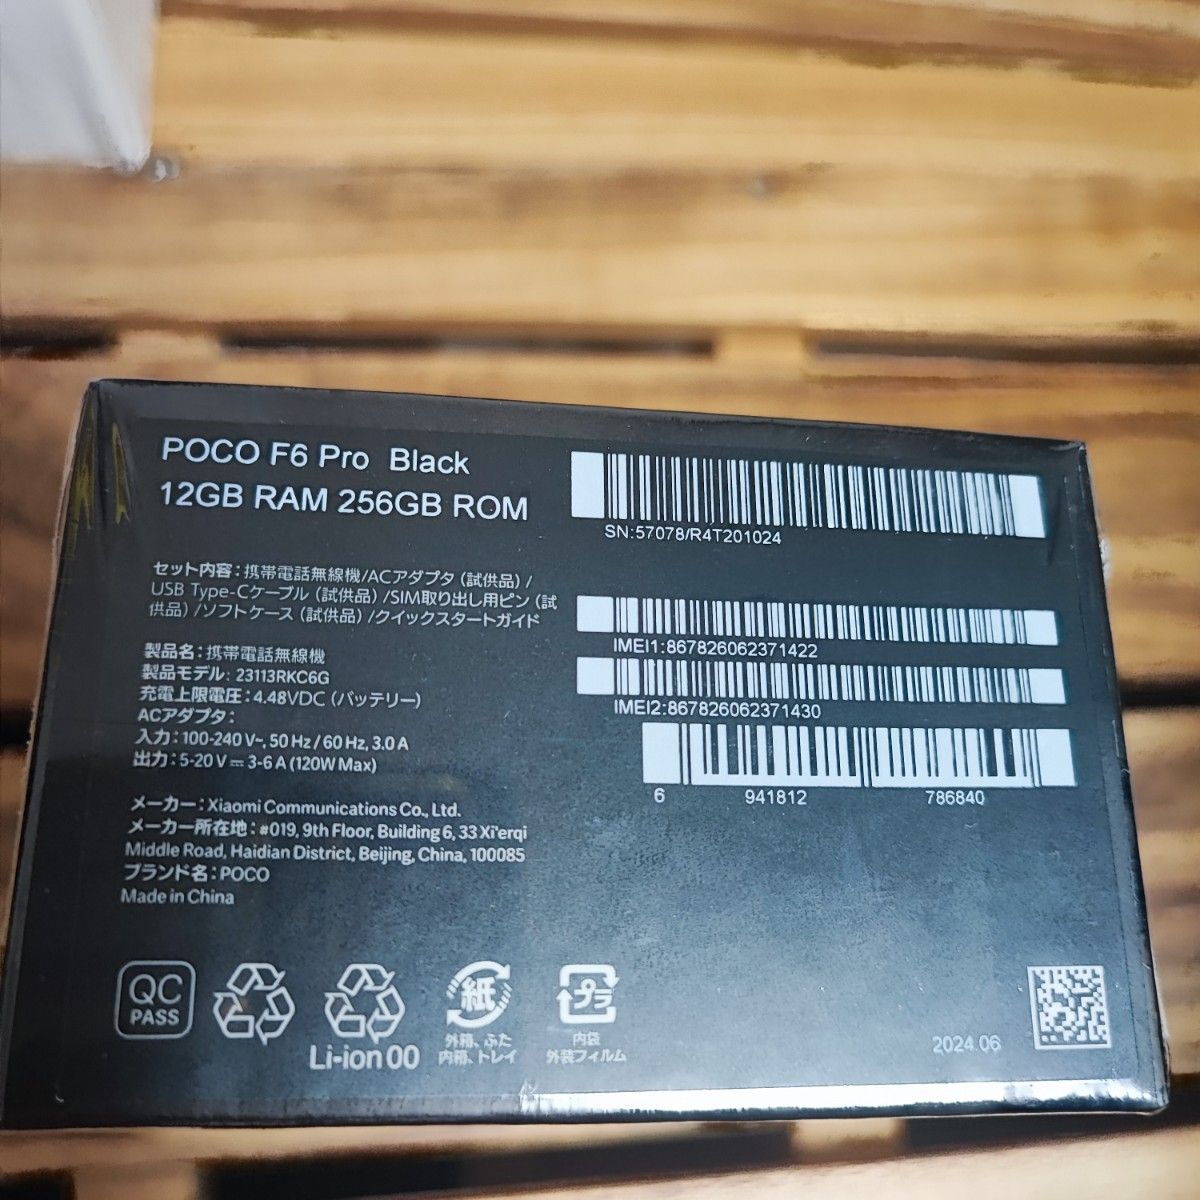 POCO F6 Pro Black
12GB RAM 256GB ROM
SN:57078/R4T201024
セット内容：携帯電話無線機/ACアダプタ（試供品）/
USB Type-Cケーブル（試供品）/SIM取り出し用ピン（試
供品）/ソフトケース（試供品）/クイックスタートガイド
IMEI1:867826062371422
IMEI2:867826062371430
製品名：携帯電話無線機
製品モデル: 23113RKC6G
充電上限電圧：4.48VDC（バッテリー）
ACアダプタ：
入力：100-240 V~, 50 Hz / 60 Hz, 3.0 A
出力：5-20 V ⎓ 3-6 A (120W Max)
6 941812 786840
メーカー：Xiaomi Communications Co., Ltd.
メーカー所在地：#019, 9th Floor, Building 6, 33 Xi'erqi
Middle Road, Haidian District, Beijing, China, 100085
ブランド名：POCO
Made in China
QC
PASS
Li-ion 00
紙
外箱、ふた
内箱、トレイ
プラ
内袋
外装フィルム
2024.06